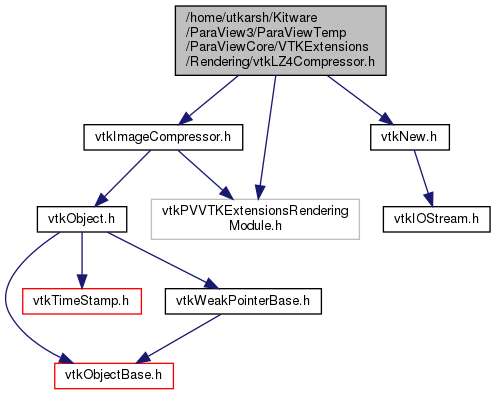 /home/utkarsh/Kitware
/ParaView3/ParaViewTemp
/ParaViewCore/VTKExtensions
/Rendering/vtkLZ4Compressor.h
vtkImageCompressor.h
vtkNew.h
vtkObject.h
vtkPVVTKExtensionsRendering
Module.h
vtkIOStream.h
vtkTimeStamp.h
vtkWeakPointerBase.h
vtkObjectBase.h